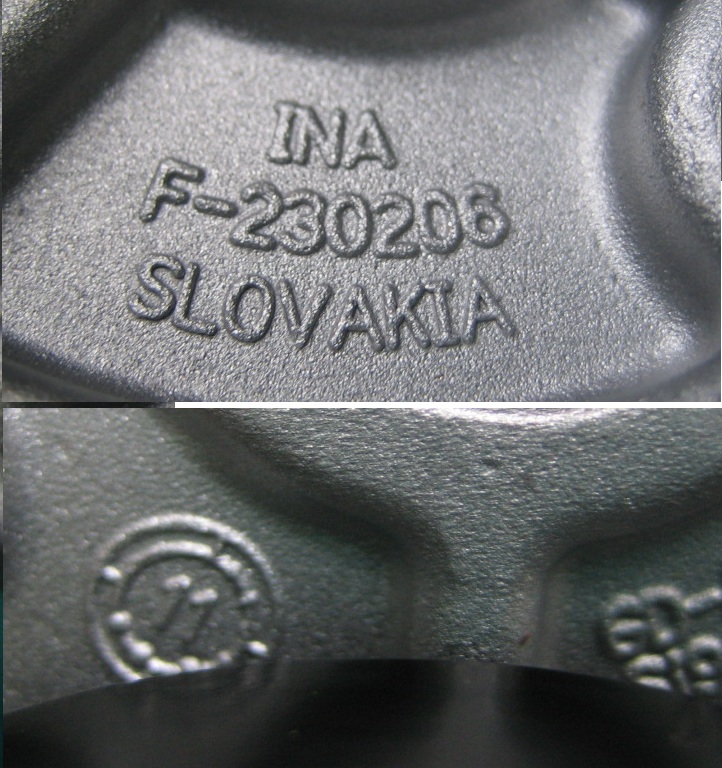 INA
F-230206
SLOVAKIA
11